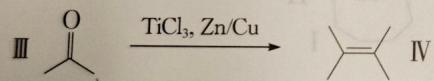 O
TiCl₃, Zn/Cu
III
IV